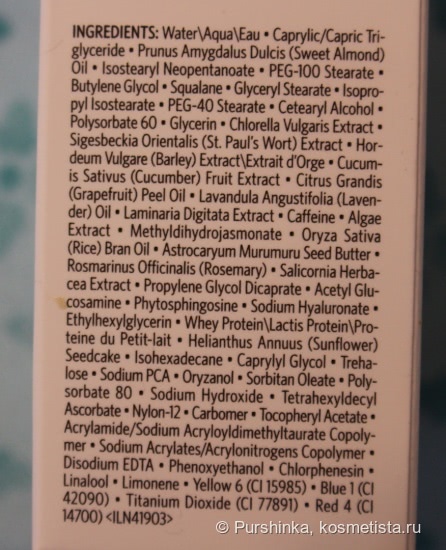 INGREDIENTS: Water\Aqua\Eau • Caprylic/Capric Tri-
glyceride • Prunus Amygdalus Dulcis (Sweet Almond)
Oil • Isostearyl Neopentanoate • PEG-100 Stearate •
Butylene Glycol • Squalane • Glyceryl Stearate • Isopro-
pyl Isostearate • PEG-40 Stearate • Cetearyl Alcohol •
Polysorbate 60 • Glycerin • Chlorella Vulgaris Extract •
Sigesbeckia Orientalis (St. Paul's Wort) Extract • Hor-
deum Vulgare (Barley) Extract\Extrait d'Orge • Cucum-
is Sativus (Cucumber) Fruit Extract • Citrus Grandis
(Grapefruit) Peel Oil • Lavandula Angustifolia (Laven-
der) Oil • Laminaria Digitata Extract • Caffeine • Algae
Extract • Methyldihydrojasmonate • Oryza Sativa
(Rice) Bran Oil • Astrocaryum Murumuru Seed Butter •
Rosmarinus Officinalis (Rosemary) • Salicornia Herba-
cea Extract • Propylene Glycol Dicaprate • Acetyl Glu-
cosamine • Phytosphingosine • Sodium Hyaluronate •
Ethylhexylglycerin • Whey Protein\Lactis Protein\Pro-
teine du Petit-lait • Helianthus Annuus (Sunflower)
Seedcake • Isohexadecane • Caprylyl Glycol • Treha-
lose • Sodium PCA • Oryzanol • Sorbitan Oleate • Poly-
sorbate 80 • Sodium Hydroxide • Tetrahexyldecyl
Ascorbate • Nylon-12 • Carbomer • Tocopheryl Acetate •
Acrylamide/Sodium Acryloyldimethyltaurate Copoly-
mer • Sodium Acrylates/Acrylonitrogens Copolymer •
Disodium EDTA • Phenoxyethanol • Chlorphenesin •
Linalool • Limonene • Yellow 6 (CI 15985) • Blue 1 (CI
42090) • Titanium Dioxide (CI 77891) • Red 4 (CI
14700) <ILN41903>
© Purshinka, kosmetista.ru